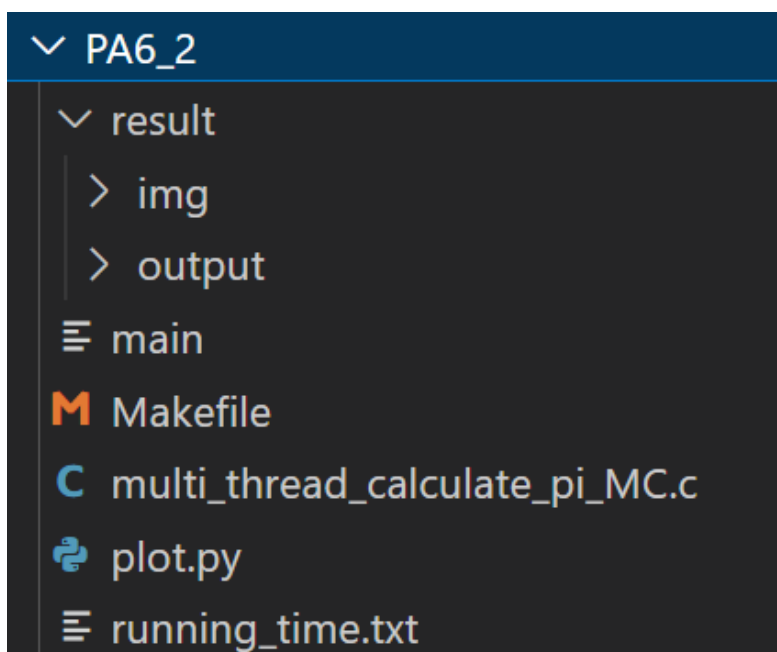 PA6_2
result
img
output
main
Makefile
multi_thread_calculate_pi_MC.c
plot.py
running_time.txt